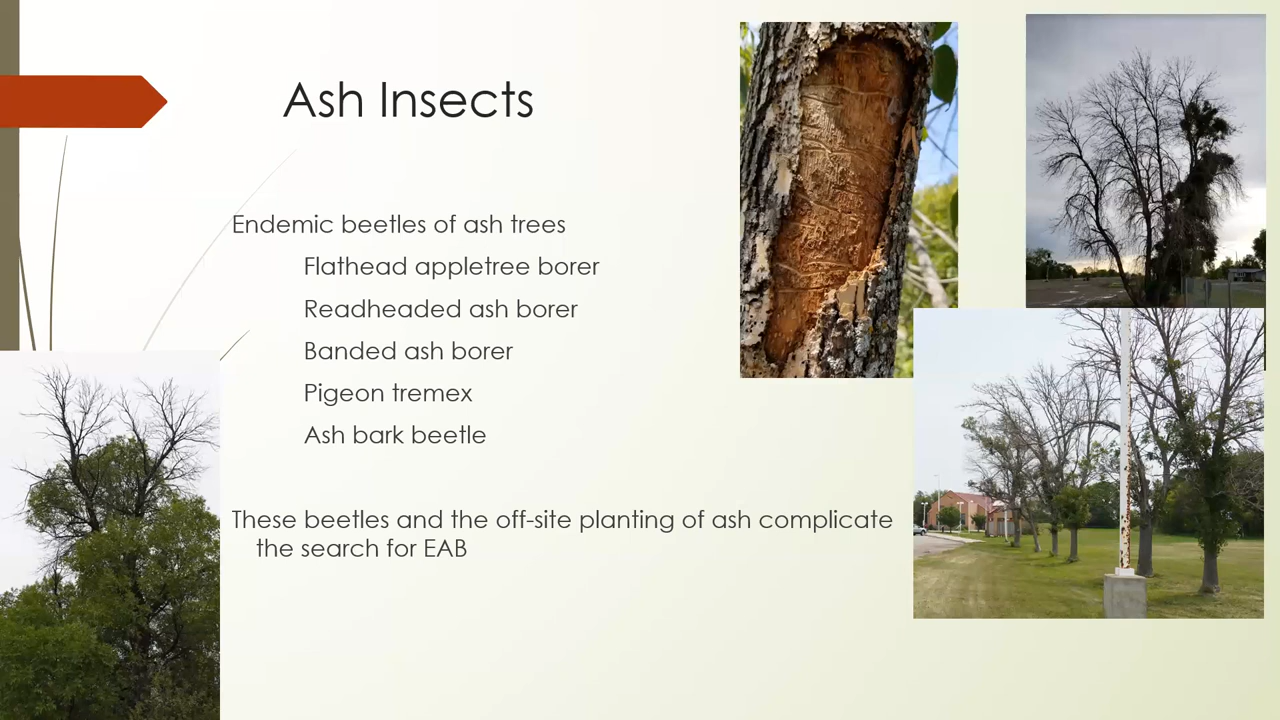 Ash Insects
Endemic beetles of ash trees
Flathead appletree borer
Readheaded ash borer
Banded ash borer
Pigeon tremex
Ash bark beetle
These beetles and the off-site planting of ash complicate
the search for EAB